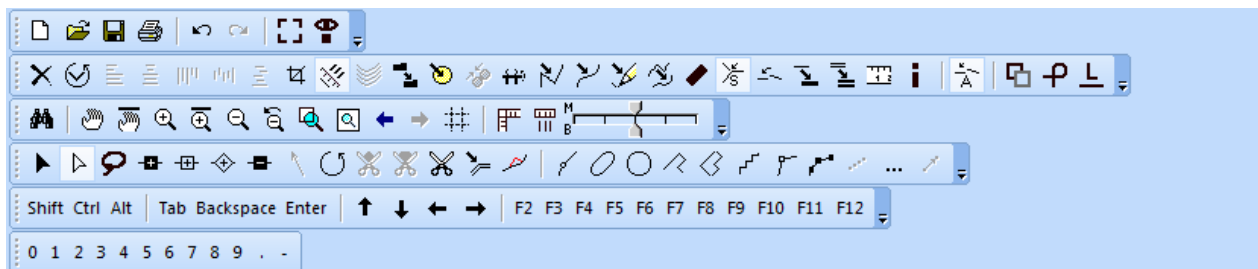 S
A
M
B
Shift Ctrl Alt Tab Backspace Enter F2 F3 F4 F5 F6 F7 F8 F9 F10 F11 F12
0 1 2 3 4 5 6 7 8 9 . -